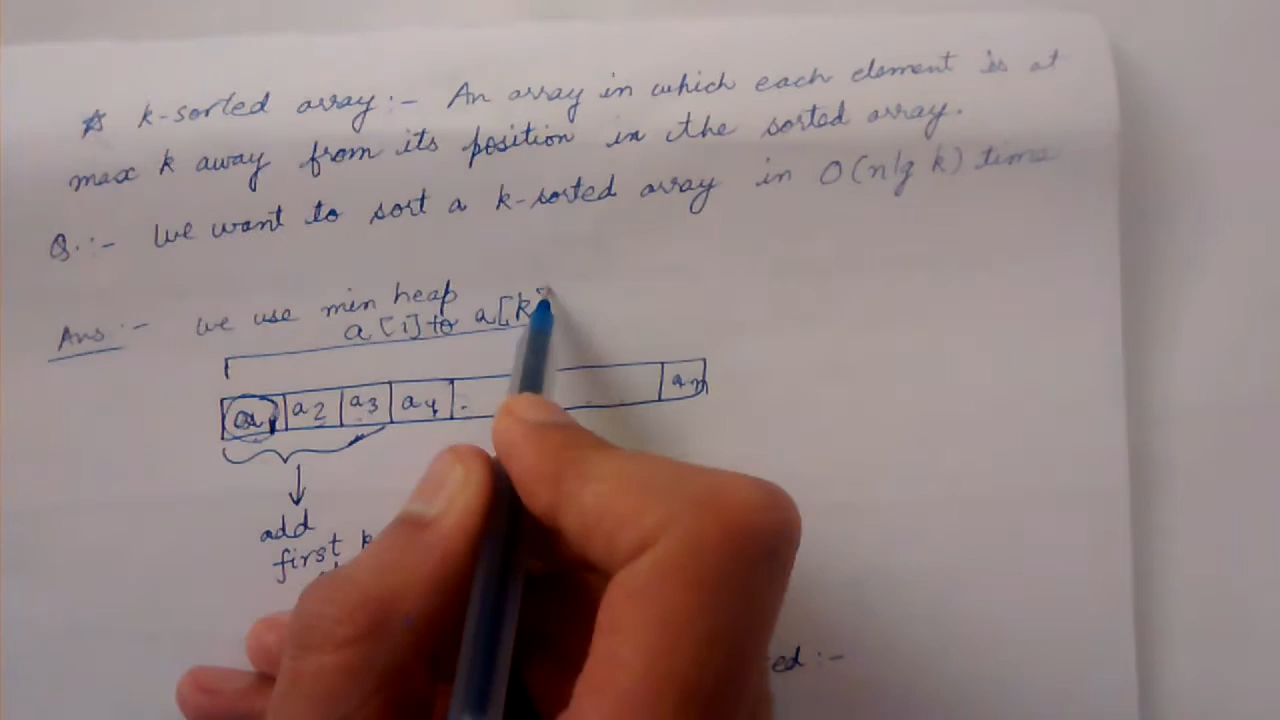 ☆ k-sorted array:- An array in which each element is at
max k away from its position in the sorted array.
Q.:- We want to sort a k-sorted array in O(nlg k) time
Ans:- We use min heap
a[1] to a[k
a1 a2 a3 a4 . . . an
add
first k
ed:-